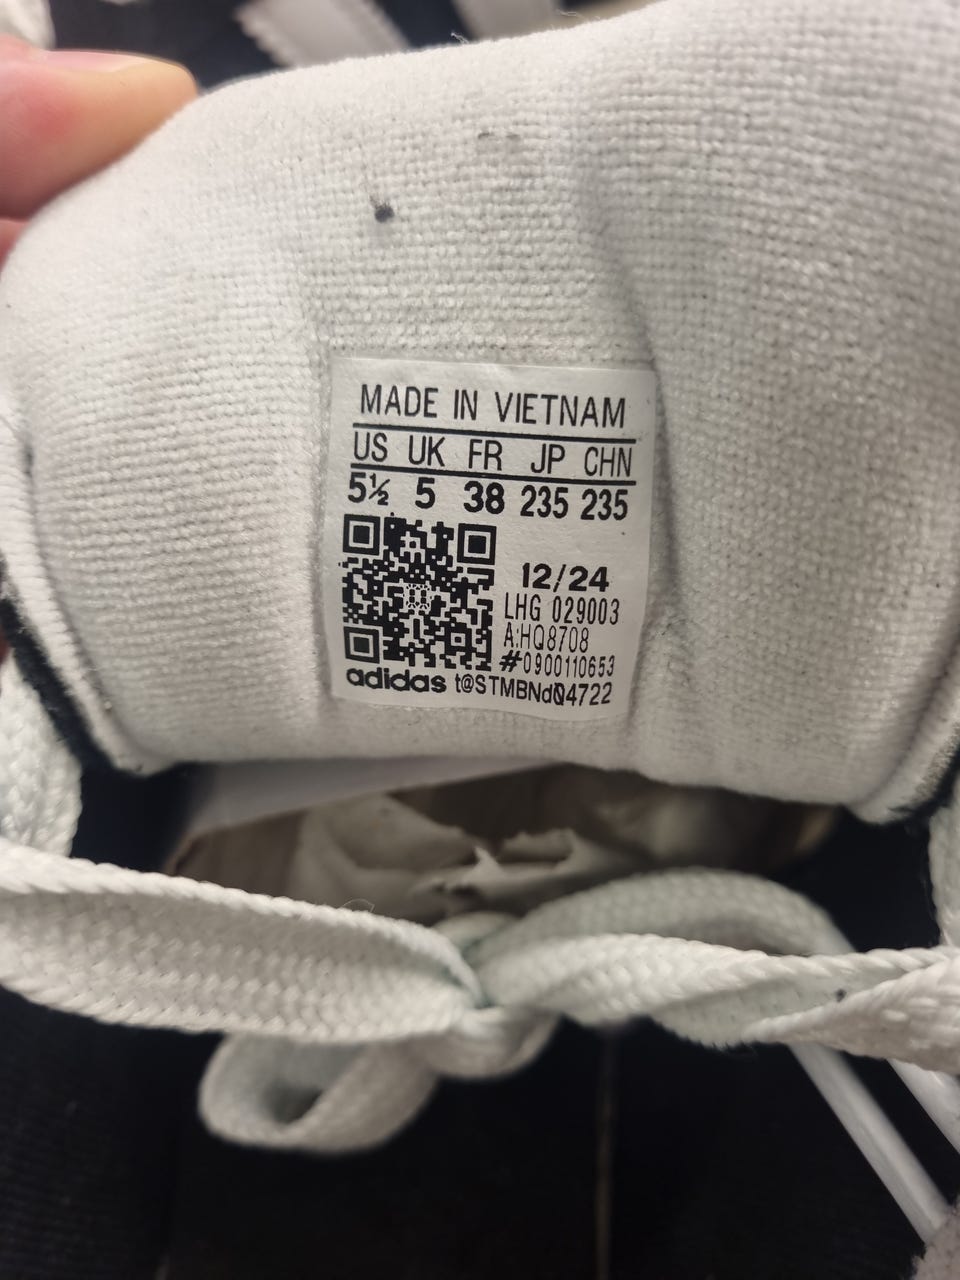 MADE IN VIETNAM
US UK FR JP CHN
5½ 5 38 235 235
12/24
LHG 029003
A:HQ8708
#0900110653
adidas t@STMBNdQ4722